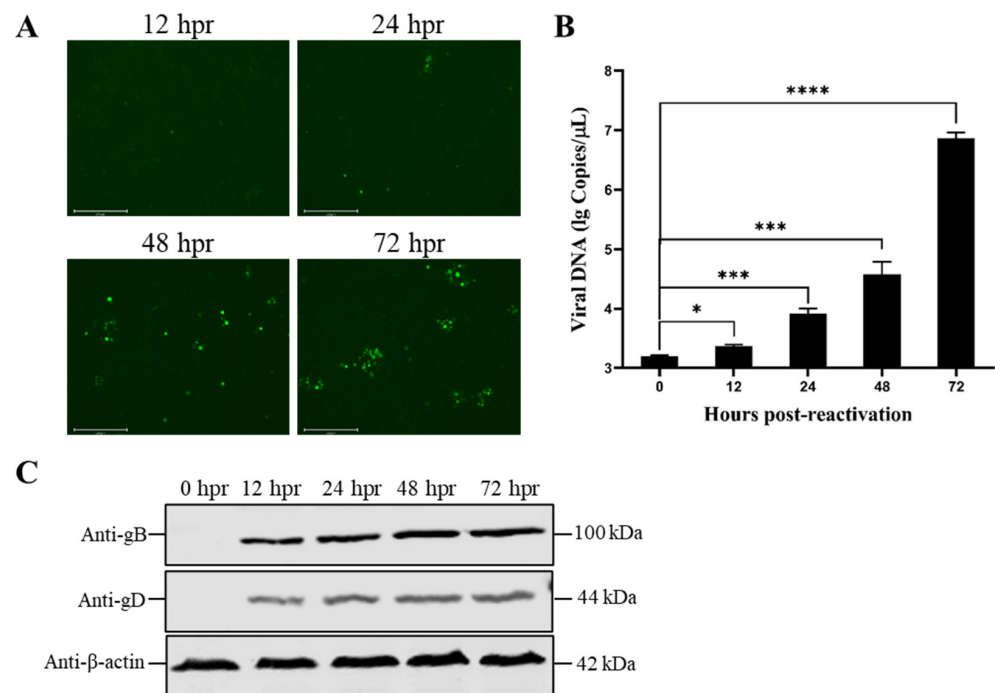 A
12 hpr
24 hpr
48 hpr
72 hpr
B
Viral DNA (lg Copies/μL)
8
7
6
5
4
3
****
***
***
*
0
12
24
48
72
Hours post-reactivation
C
0 hpr 12 hpr 24 hpr 48 hpr 72 hpr
Anti-gB
100 kDa
Anti-gD
44 kDa
Anti-β-actin
42 kDa